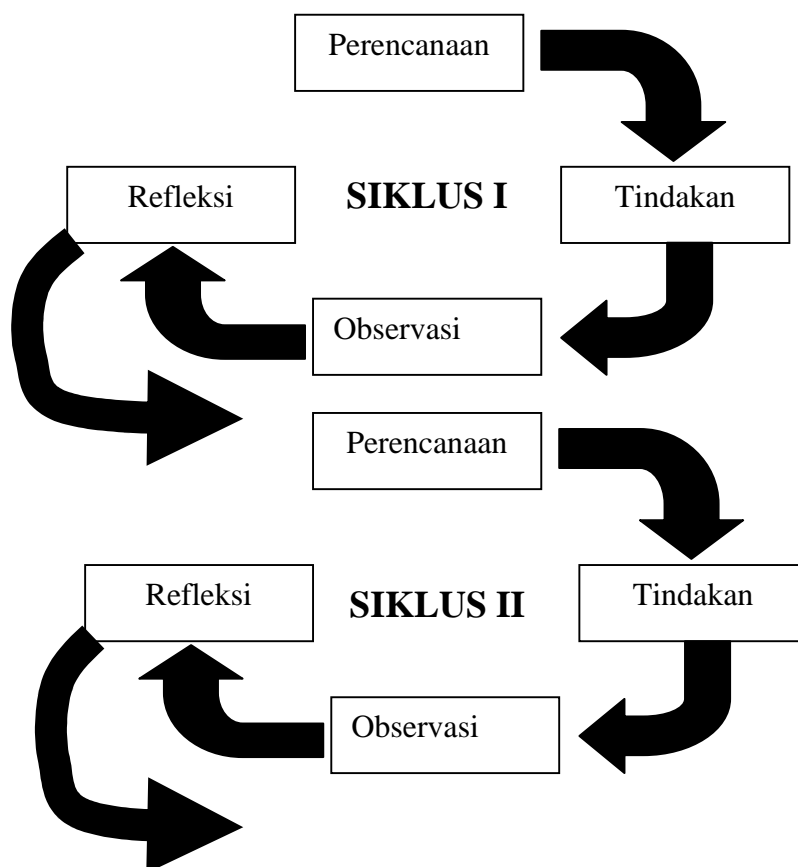 Perencanaan
Refleksi
SIKLUS I
Tindakan
Observasi
Perencanaan
Refleksi
SIKLUS II
Tindakan
Observasi